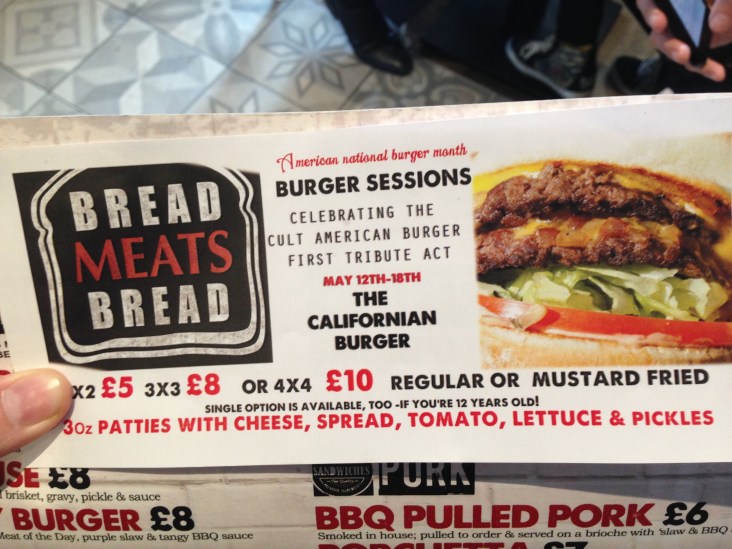 BREAD
MEATS
BREAD
American national burger month
BURGER SESSIONS
CELEBRATING THE
CULT AMERICAN BURGER
FIRST TRIBUTE ACT
MAY 12TH-18TH
THE
CALIFORNIAN
BURGER
X2 £5 3X3 £8 OR 4X4 £10 REGULAR OR MUSTARD FRIED
SINGLE OPTION IS AVAILABLE, TOO -IF YOU'RE 12 YEARS OLD!
3Oz PATTIES WITH CHEESE, SPREAD, TOMATO, LETTUCE & PICKLES
SE £8
brisket, gravy, pickle & sauce
BURGER £8
Meat of the Day, purple slaw & tangy BBQ sauce
SANDWICHES
PORK
BBQ PULLED PORK £6
Smoked in house; pulled to order & served on a brioche with 'slaw & BBQ
PORCHETTA £7